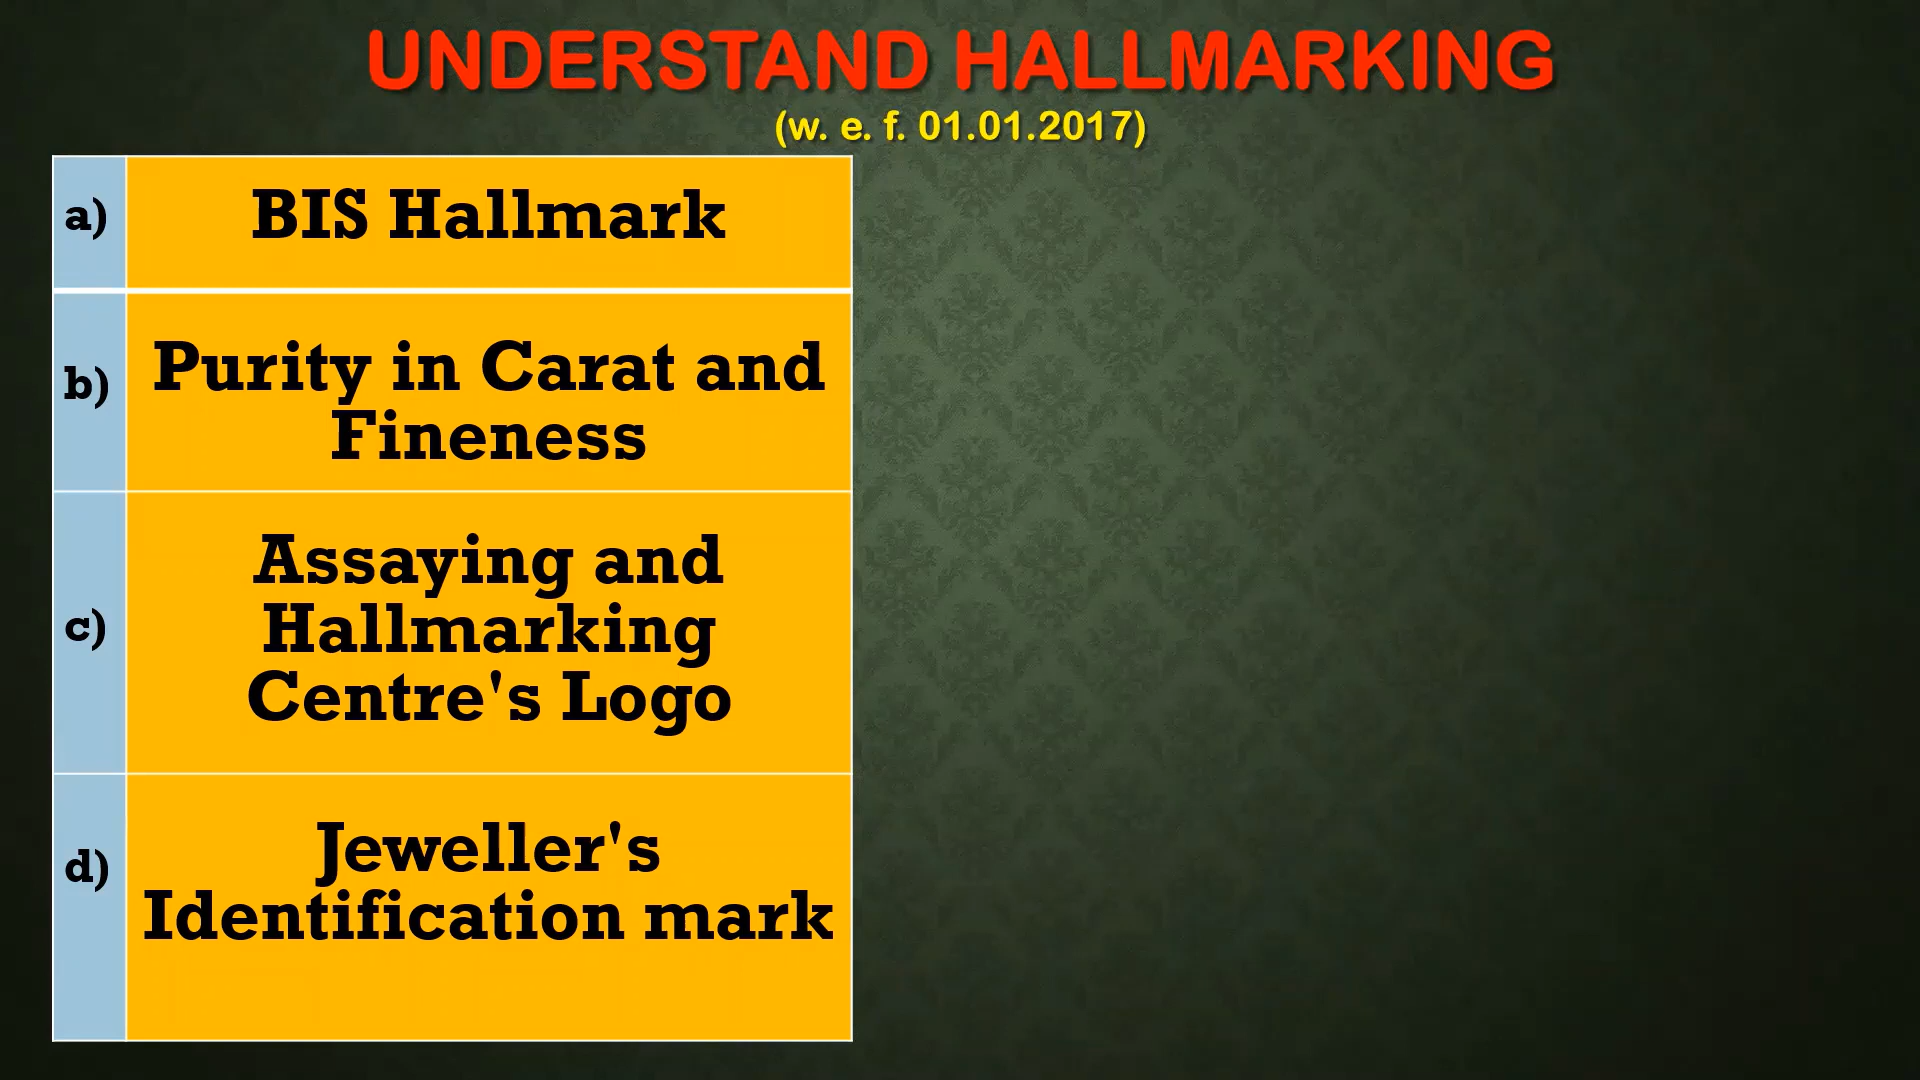 UNDERSTAND HALLMARKING
(w. e. f. 01.01.2017)
a) BIS Hallmark
b) Purity in Carat and
Fineness
c) Assaying and
Hallmarking
Centre's Logo
d) Jeweller's
Identification mark